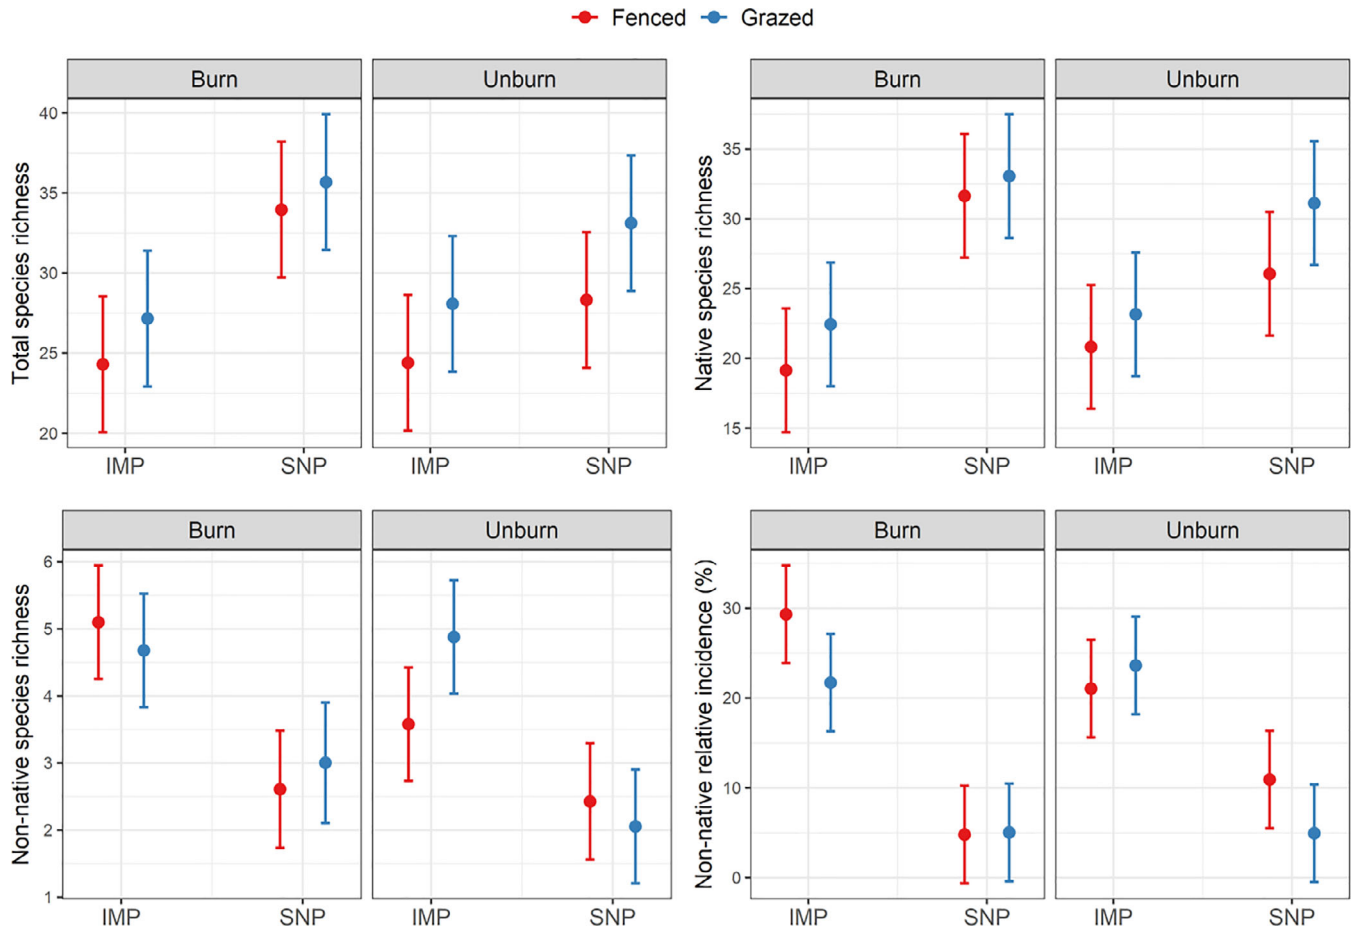 Fenced Grazed
Burn Unburn
Total species richness
40
35
30
25
20
IMP SNP IMP SNP
Burn Unburn
Native species richness
35
30
25
20
15
IMP SNP IMP SNP
Burn Unburn
Non-native species richness
6
5
4
3
2
1
IMP SNP IMP SNP
Burn Unburn
Non-native relative incidence (%)
30
20
10
0
IMP SNP IMP SNP